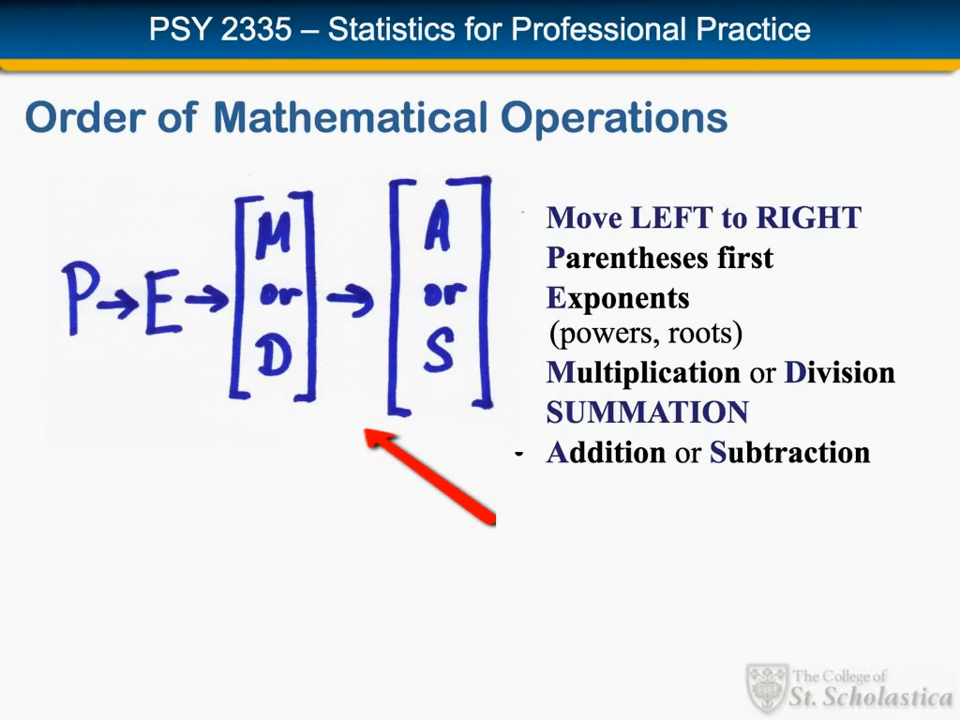 PSY 2335 – Statistics for Professional Practice
Order of Mathematical Operations
P→E→[M or D]→[A or S]
Move LEFT to RIGHT
Parentheses first
Exponents
(powers, roots)
Multiplication or Division
SUMMATION
Addition or Subtraction
The College of
St. Scholastica